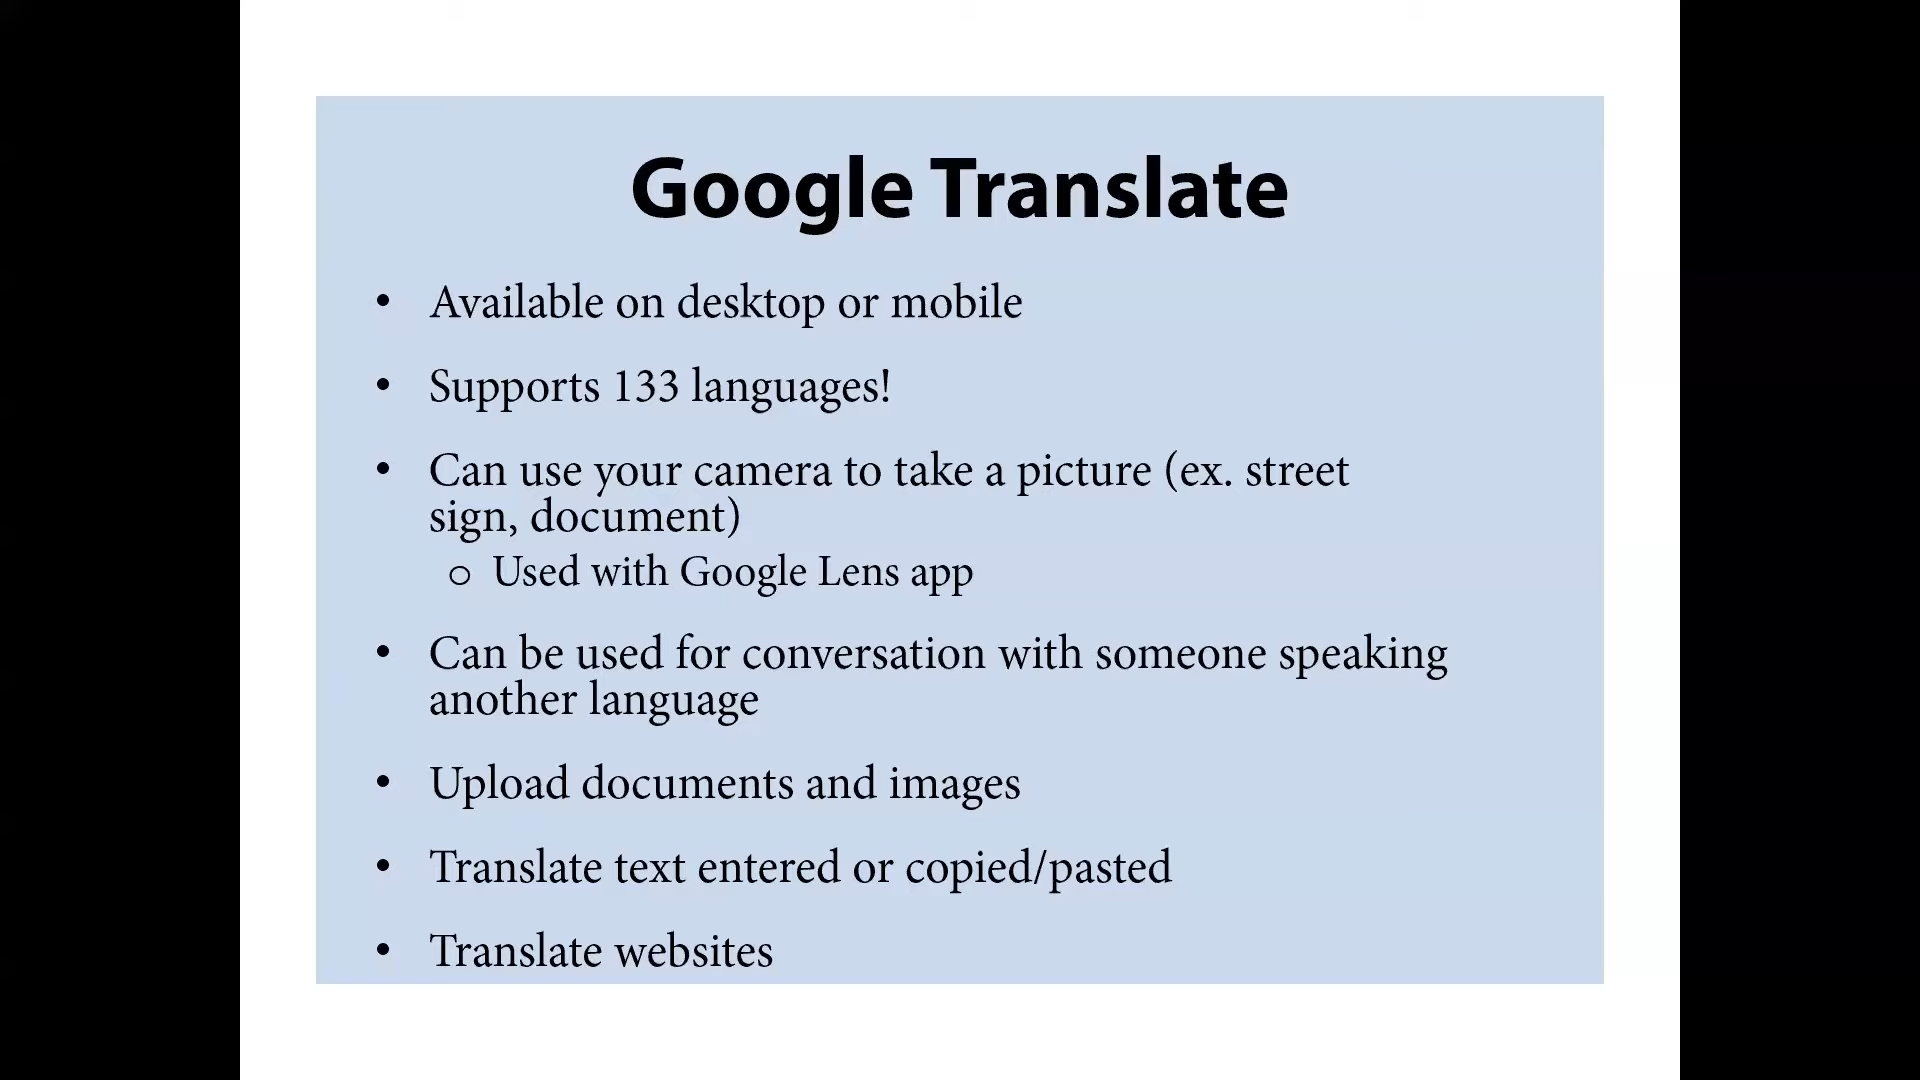 Google Translate
• Available on desktop or mobile
• Supports 133 languages!
• Can use your camera to take a picture (ex. street
sign, document)
o Used with Google Lens app
• Can be used for conversation with someone speaking
another language
• Upload documents and images
• Translate text entered or copied/pasted
• Translate websites